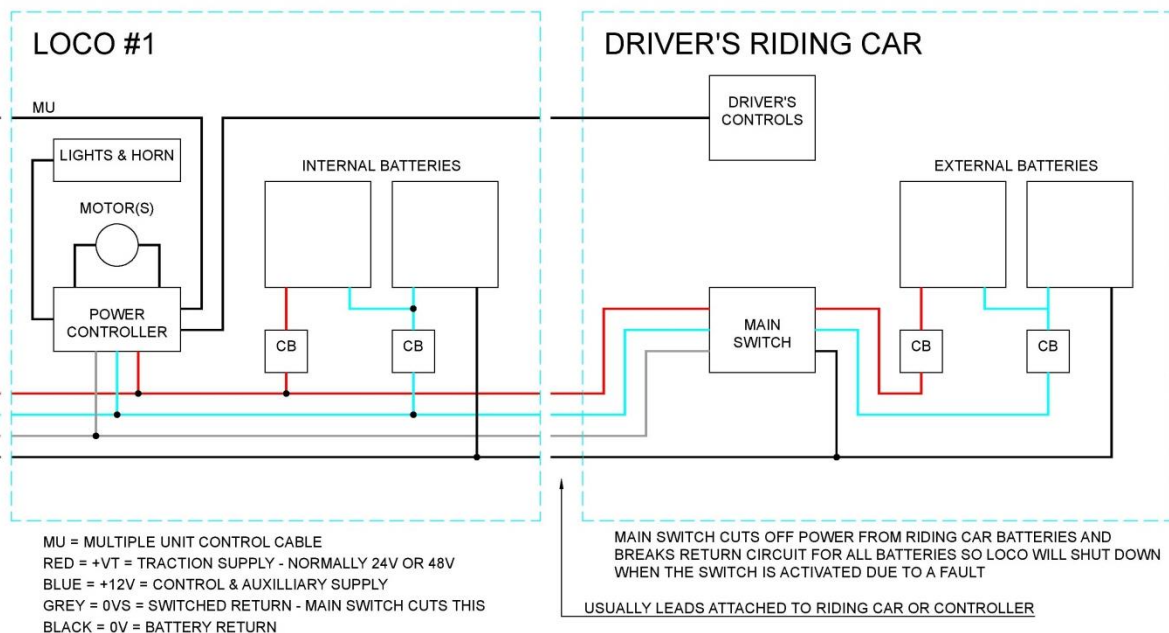 LOCO #1
DRIVER'S RIDING CAR
MU
LIGHTS & HORN
MOTOR(S)
POWER
CONTROLLER
INTERNAL BATTERIES
CB
CB
DRIVER'S
CONTROLS
EXTERNAL BATTERIES
MAIN
SWITCH
CB
CB
MU = MULTIPLE UNIT CONTROL CABLE
RED = +VT = TRACTION SUPPLY - NORMALLY 24V OR 48V
BLUE = +12V = CONTROL & AUXILLIARY SUPPLY
GREY = 0VS = SWITCHED RETURN - MAIN SWITCH CUTS THIS
BLACK = 0V = BATTERY RETURN
MAIN SWITCH CUTS OFF POWER FROM RIDING CAR BATTERIES AND
BREAKS RETURN CIRCUIT FOR ALL BATTERIES SO LOCO WILL SHUT DOWN
WHEN THE SWITCH IS ACTIVATED DUE TO A FAULT
USUALLY LEADS ATTACHED TO RIDING CAR OR CONTROLLER